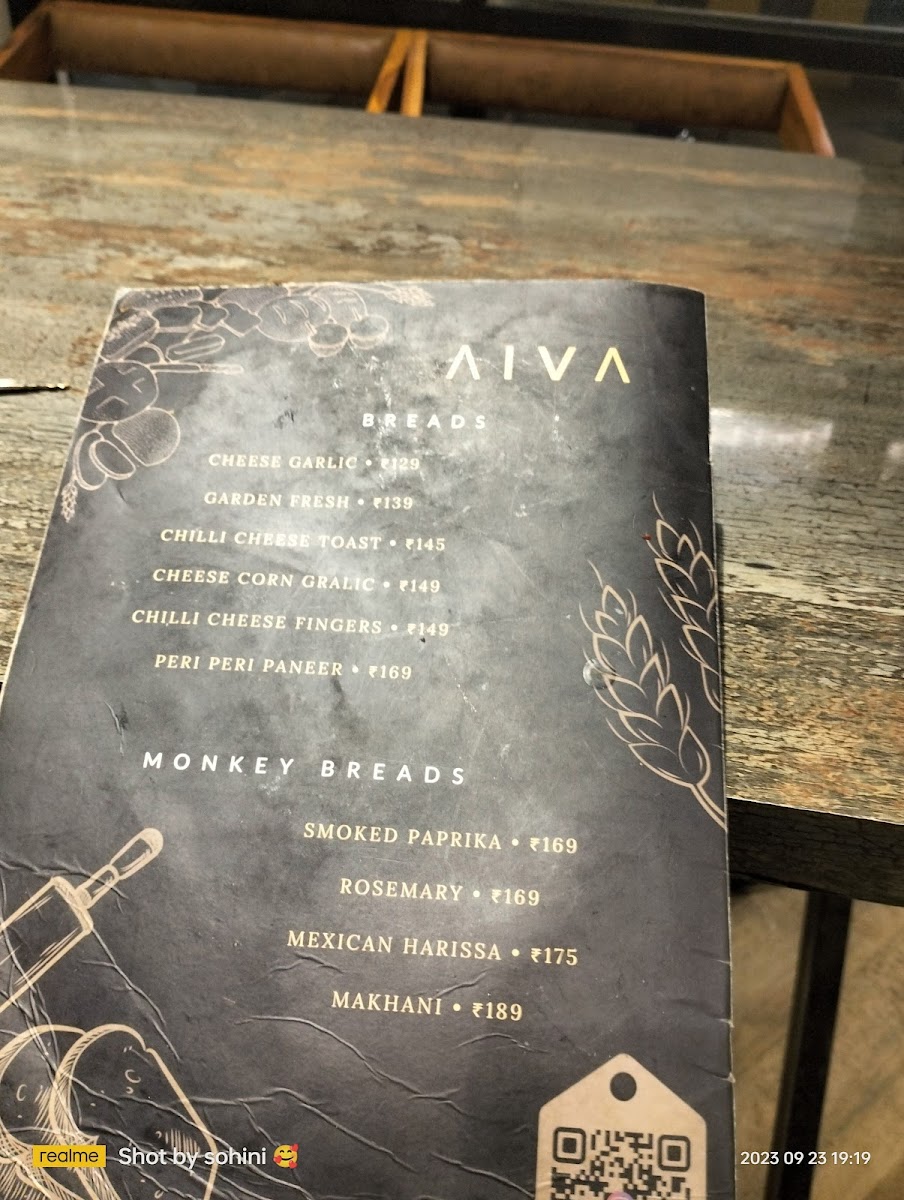 AIVA
BREADS
CHEESE GARLIC • ₹129
GARDEN FRESH • ₹139
CHILLI CHEESE TOAST • ₹145
CHEESE CORN GRALIC • ₹149
CHILLI CHEESE FINGERS • ₹149
PERI PERI PANEER • ₹169
MONKEY BREADS
SMOKED PAPRIKA • ₹169
ROSEMARY • ₹169
MEXICAN HARISSA • ₹175
MAKHANI • ₹189
realme Shot by sohini 🥰 2023 09 23 19:19